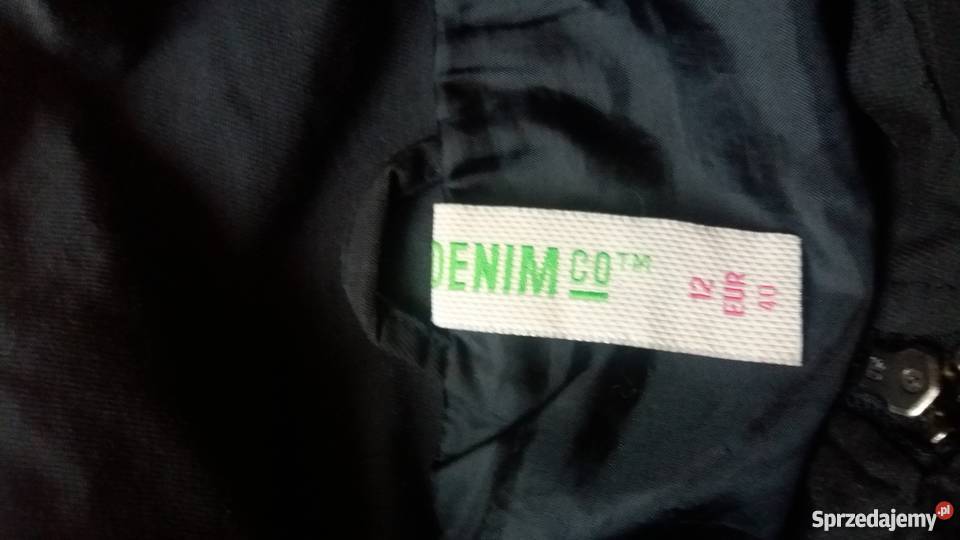 DENIM CO™
12
EUR
40
Sprzedajemy.pl